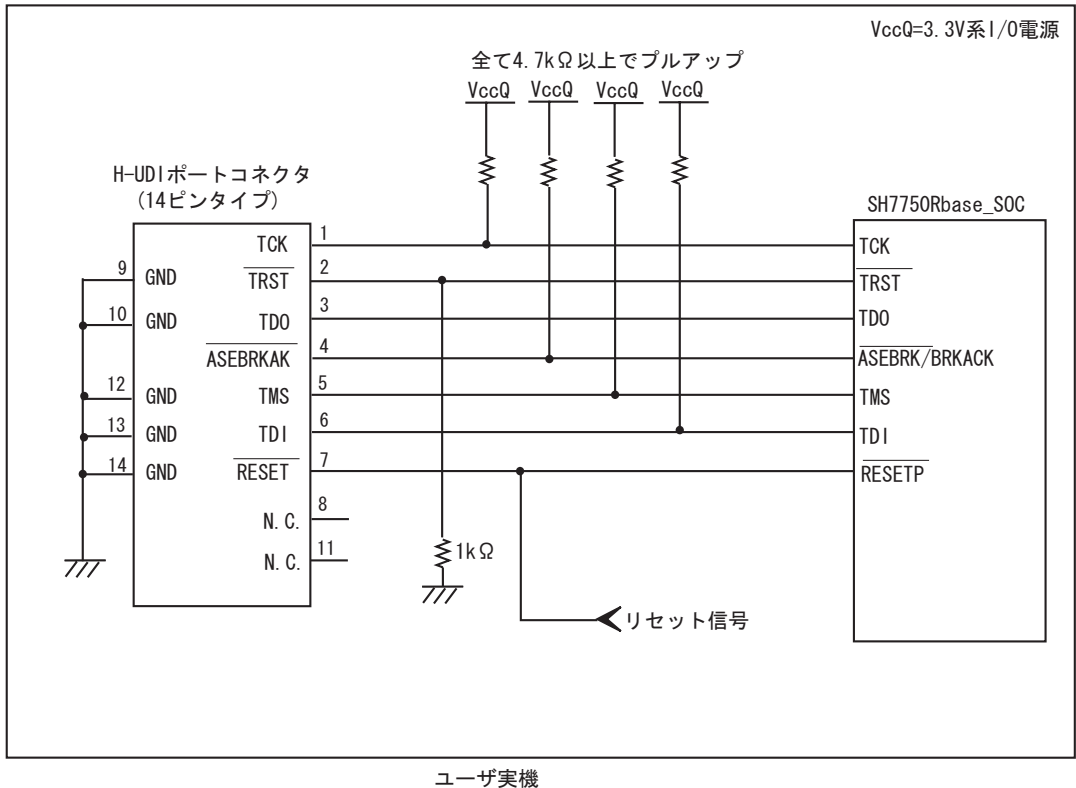 VccQ=3.3V系I/O電源
全て4.7kΩ以上でプルアップ
VccQ VccQ VccQ VccQ
H-UDIポートコネクタ
(14ピンタイプ)
SH7750Rbase_SOC
TCK 1 TCK
9 GND TRST 2 TRST
10 GND TDO 3 TDO
ASEBRKAK 4 ASEBRK/BRKACK
12 GND TMS 5 TMS
13 GND TDI 6 TDI
14 GND RESET 7 RESETP
N.C. 8
N.C. 11
1kΩ
リセット信号
ユーザ実機